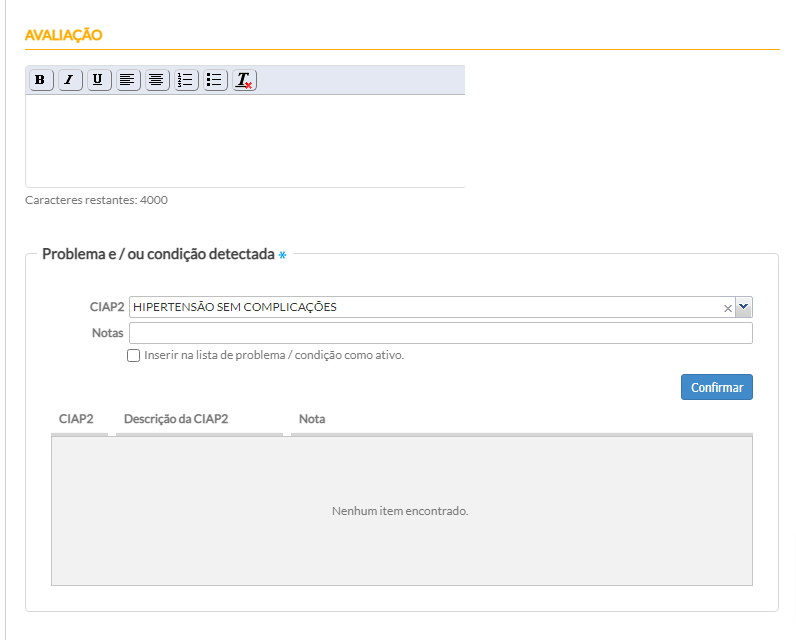 AVALIAÇÃO
B I U T
Caracteres restantes: 4000
Problema e / ou condição detectada *
CIAP2 HIPERTENSÃO SEM COMPLICAÇÕES
Notas
Inserir na lista de problema / condição como ativo.
Confirmar
CIAP2 Descrição da CIAP2 Nota
Nenhum item encontrado.